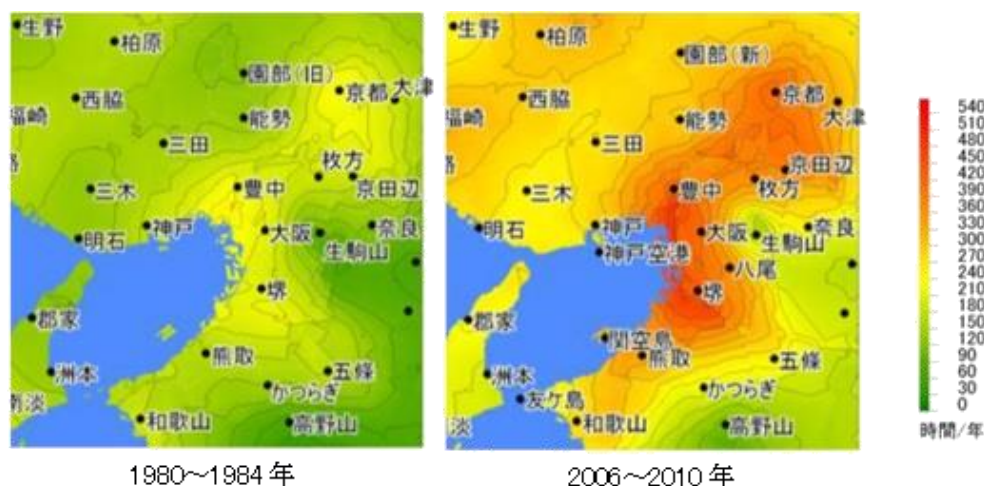 生野
柏原
園部(旧)
京都
大津
西脇
福崎
能勢
三田
枚方
京田辺
三木
豊中
神戸
大阪
奈良
明石
生駒山
堺
郡家
熊取
洲本
五條
かつらぎ
南淡
和歌山
高野山
1980～1984年
生野
柏原
園部(新)
京都
西脇
大津
福崎
能勢
三田
京田辺
枚方
三木
豊中
神戸
大阪
奈良
明石
生駒山
神戸空港
八尾
堺
郡家
関空島
熊取
五條
洲本
かつらぎ
友ケ島
淡
和歌山
高野山
2006～2010年
540
510
480
450
420
390
360
330
300
270
240
210
180
150
120
90
60
30
0
時間/年